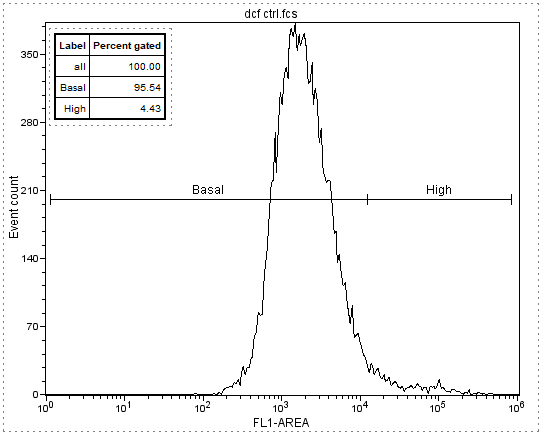 dcf ctrl.fcs
Label Percent gated
all 100.00
Basal 95.54
High 4.43
350
280
210
140
70
0
Event count
Basal High
10^0 10^1 10^2 10^3 10^4 10^5 10^6
FL1-AREA